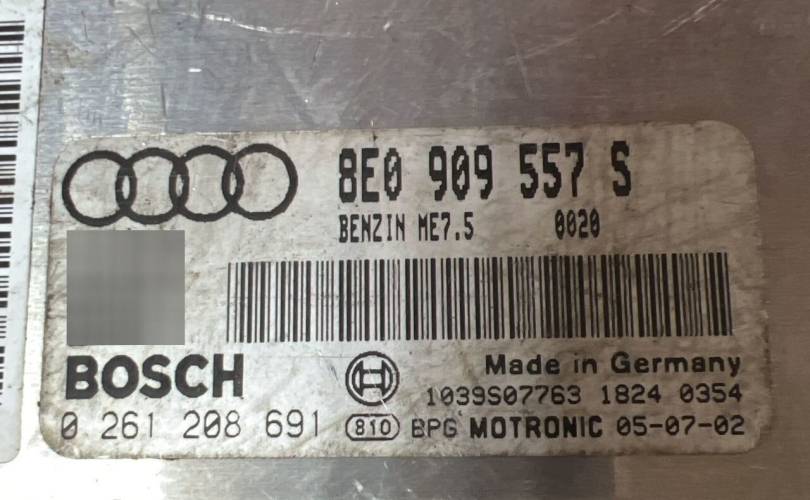 8E0 909 557 S
BENZIN ME7.5 0020
BOSCH
Made in Germany
1039S07763 1824 0354
0 261 208 691 810 BPG MOTRONIC 05-07-02